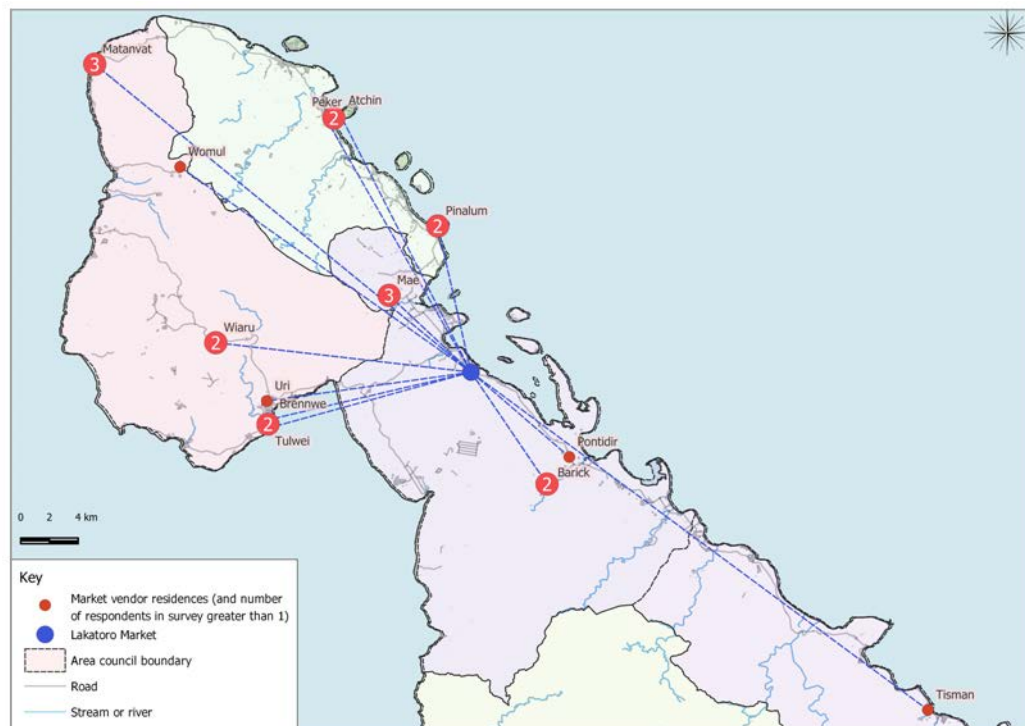 Matanvat
3
Peker
Atchin
2
Womul
Pinalum
2
Mae
3
Wiaru
2
Uri
Brennwe
2
Tulwei
Pontidir
Barick
2
0 2 4 km
Key
Market vendor residences (and number
of respondents in survey greater than 1)
Lakatoro Market
Area council boundary
Road
Stream or river
Tisman